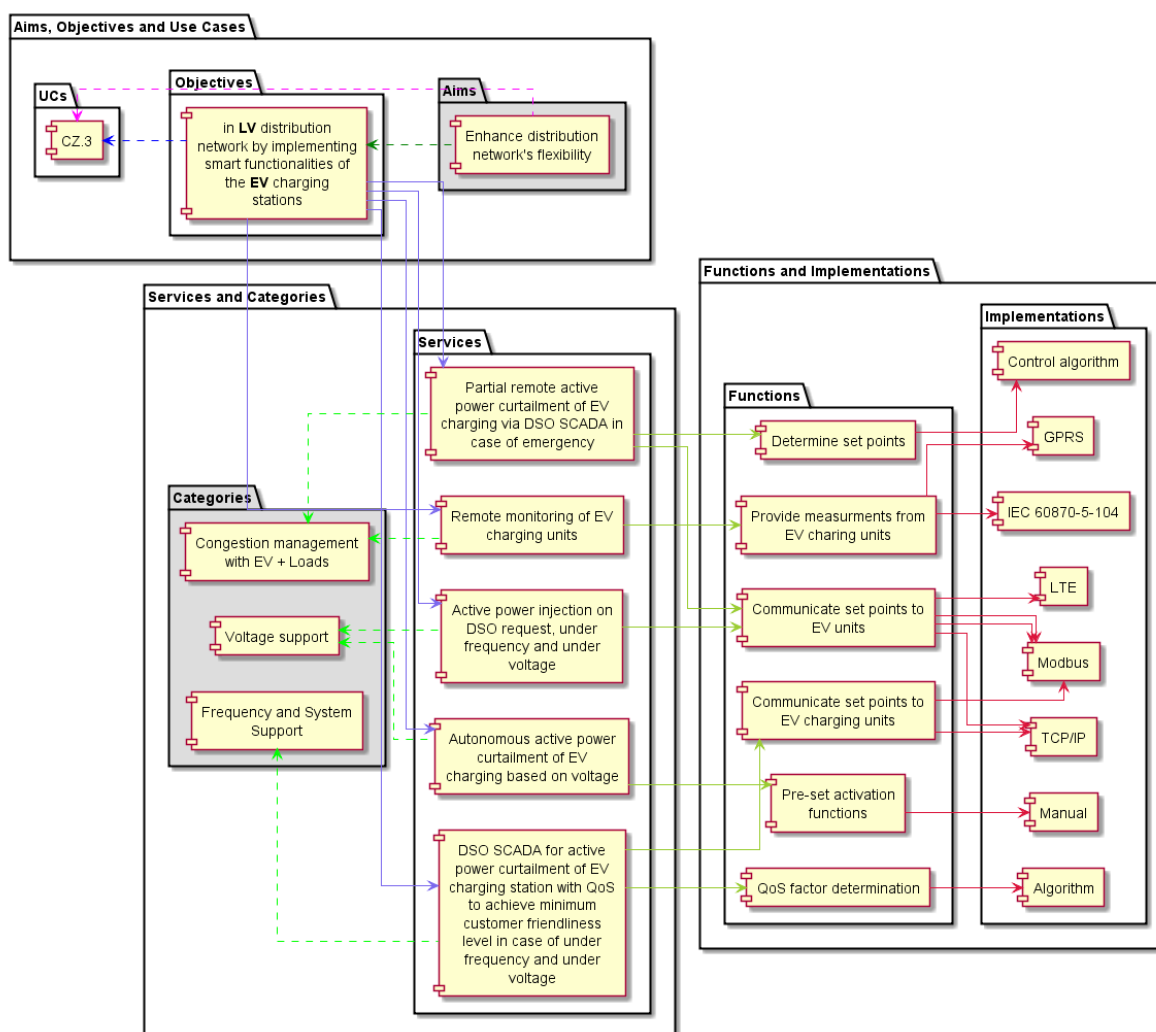 Aims, Objectives and Use Cases
UCs
CZ.3
Objectives
in LV distribution
network by implementing
smart functionalities of
the EV charging
stations
Aims
Enhance distribution
network's flexibility
Services and Categories
Categories
Congestion management
with EV + Loads
Voltage support
Frequency and System
Support
Services
Partial remote active
power curtailment of EV
charging via DSO SCADA in
case of emergency
Remote monitoring of EV
charging units
Active power injection on
DSO request, under
frequency and under
voltage
Autonomous active power
curtailment of EV
charging based on voltage
DSO SCADA for active
power curtailment of EV
charging station with QoS
to achieve minimum
customer friendliness
level in case of under
frequency and under
voltage
Functions and Implementations
Functions
Determine set points
Provide measurments from
EV charing units
Communicate set points to
EV units
Communicate set points to
EV charging units
Pre-set activation
functions
QoS factor determination
Implementations
Control algorithm
GPRS
IEC 60870-5-104
LTE
Modbus
TCP/IP
Manual
Algorithm